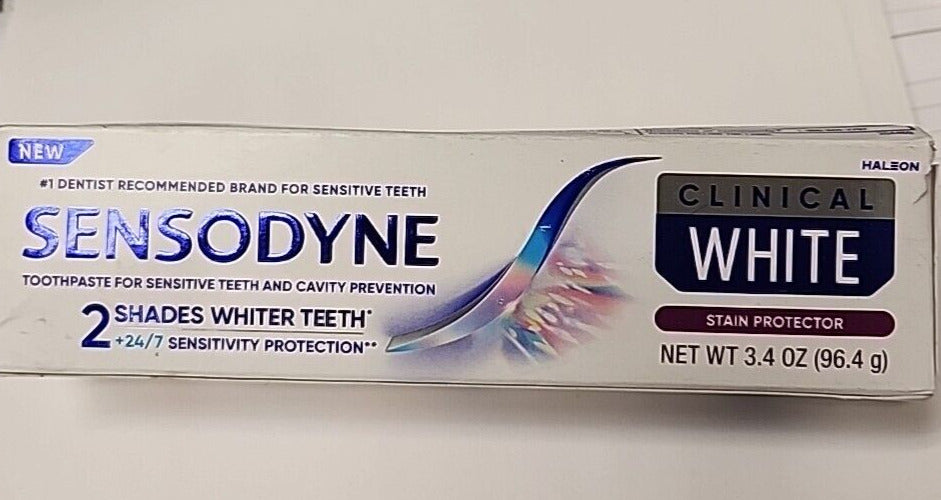 NEW
#1 DENTIST RECOMMENDED BRAND FOR SENSITIVE TEETH
SENSODYNE
TOOTHPASTE FOR SENSITIVE TEETH AND CAVITY PREVENTION
2 SHADES WHITER TEETH*
+24/7 SENSITIVITY PROTECTION**
HALEON
CLINICAL
WHITE
STAIN PROTECTOR
NET WT 3.4 OZ (96.4 g)